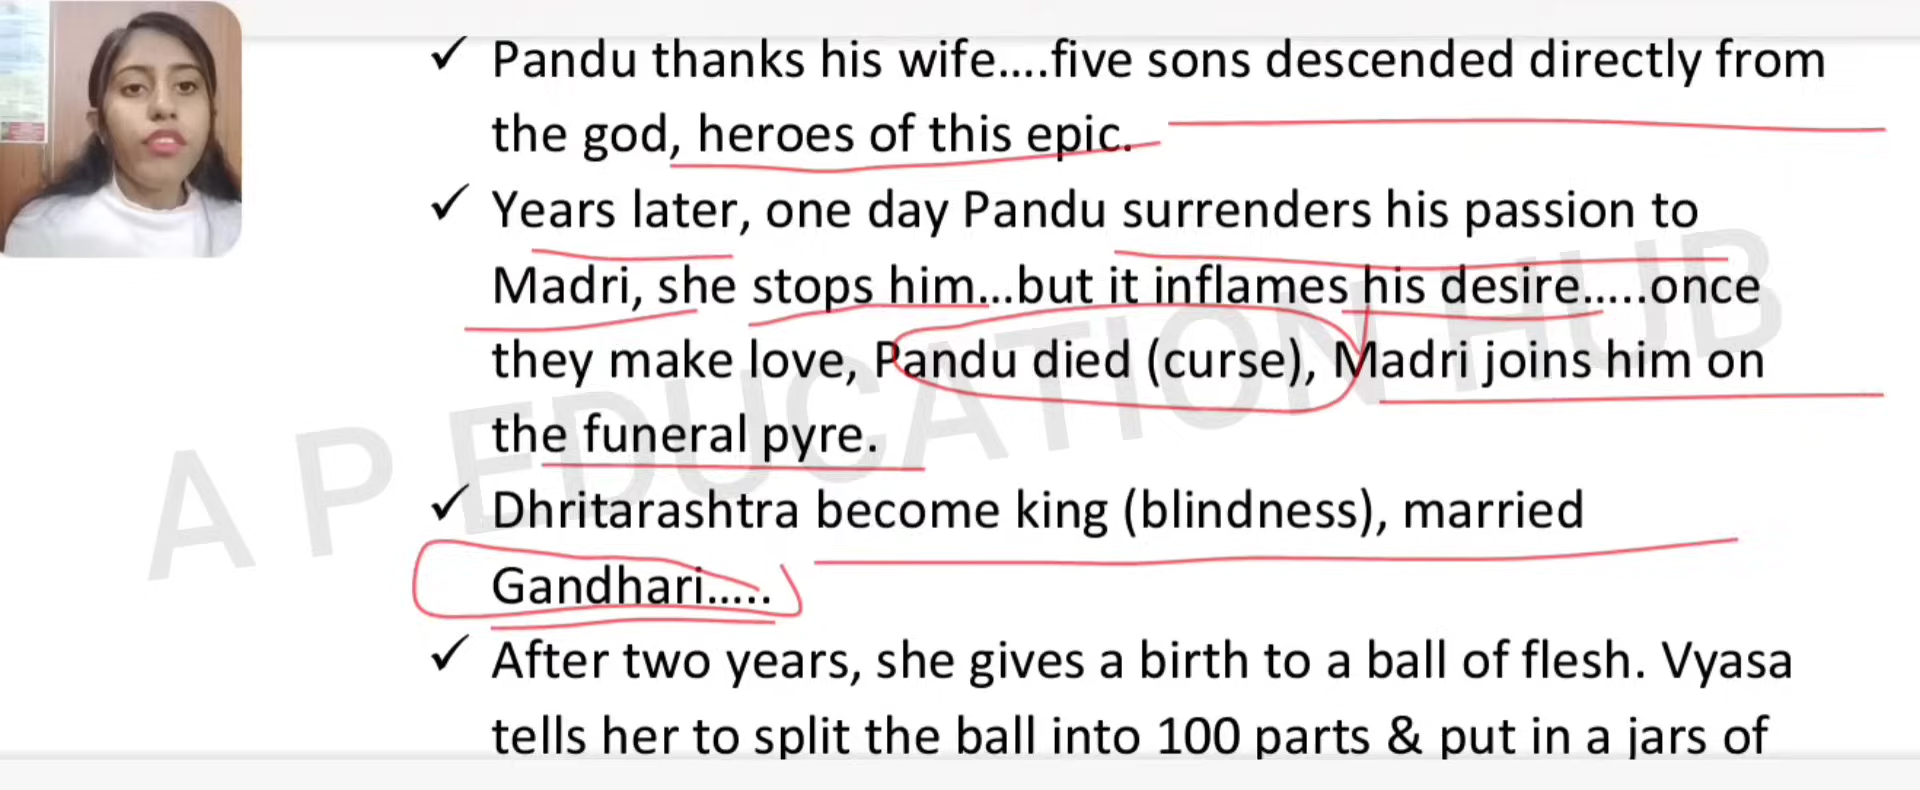 ✓ Pandu thanks his wife....five sons descended directly from
the god, heroes of this epic.
✓ Years later, one day Pandu surrenders his passion to
Madri, she stops him...but it inflames his desire.....once
they make love, Pandu died (curse), Madri joins him on
the funeral pyre.
✓ Dhritarashtra become king (blindness), married
Gandhari.....
✓ After two years, she gives a birth to a ball of flesh. Vyasa
tells her to split the ball into 100 parts & put in a jars of
A P EDUCATION HUB